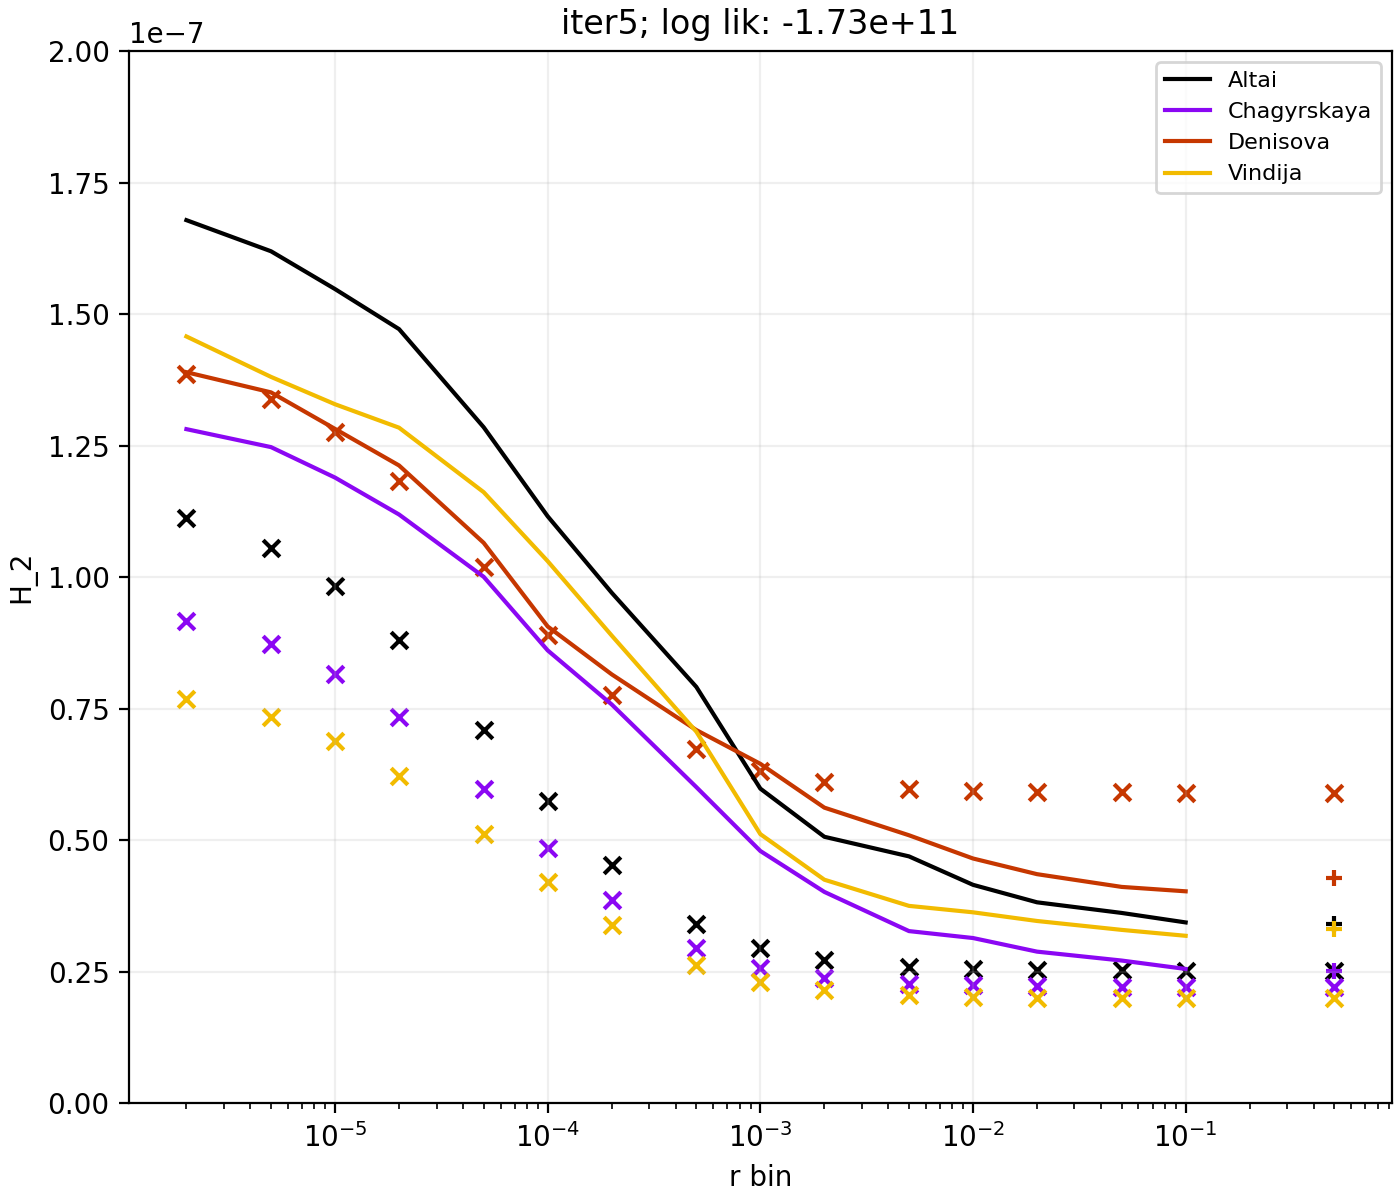 iter5; log lik: -1.73e+11
1e−7
2.00
1.75
1.50
1.25
1.00
0.75
0.50
0.25
0.00
H_2
Altai
Chagyrskaya
Denisova
Vindija
10⁻⁵ 10⁻⁴ 10⁻³ 10⁻² 10⁻¹
r bin